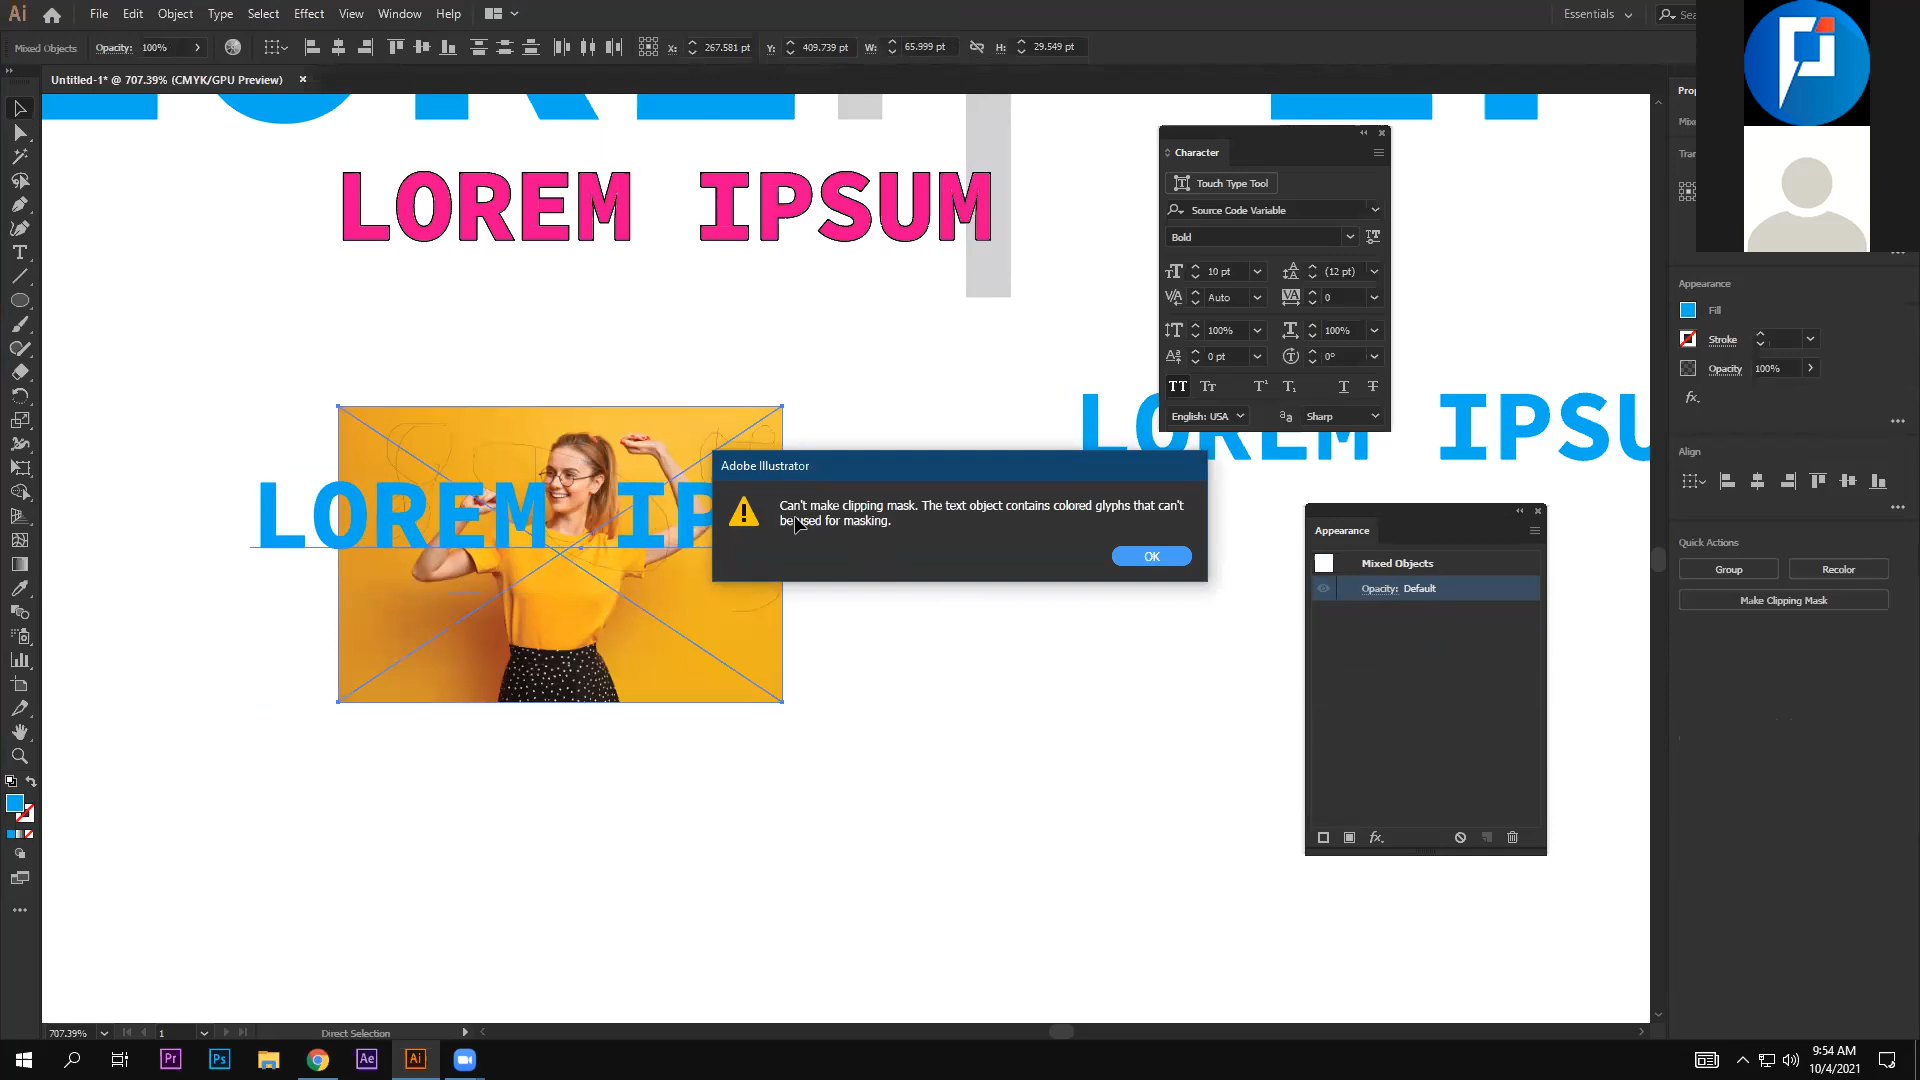 Ai
File Edit Object Type Select Effect View Window Help
Essentials
Mixed Objects
Opacity: 100%
X: 267.581 pt
Y: 409.739 pt
W: 65.999 pt
H: 29.549 pt
Untitled-1* @ 707.39% (CMYK/GPU Preview)
LOREM IPSUM
Character
Touch Type Tool
Source Code Variable
Bold
10 pt
(12 pt)
Auto
0
100%
100%
0 pt
0°
English: USA
Sharp
LOREM IPSU
LOREM IP
Adobe Illustrator
Can't make clipping mask. The text object contains colored glyphs that can't
be used for masking.
OK
Appearance
Mixed Objects
Opacity: Default
Appearance
Fill
Stroke
Opacity 100%
fx.
Align
Quick Actions
Group
Recolor
Make Clipping Mask
707.39%
1
Direct Selection
Pr
Ps
Ae
Ai
9:54 AM
10/4/2021